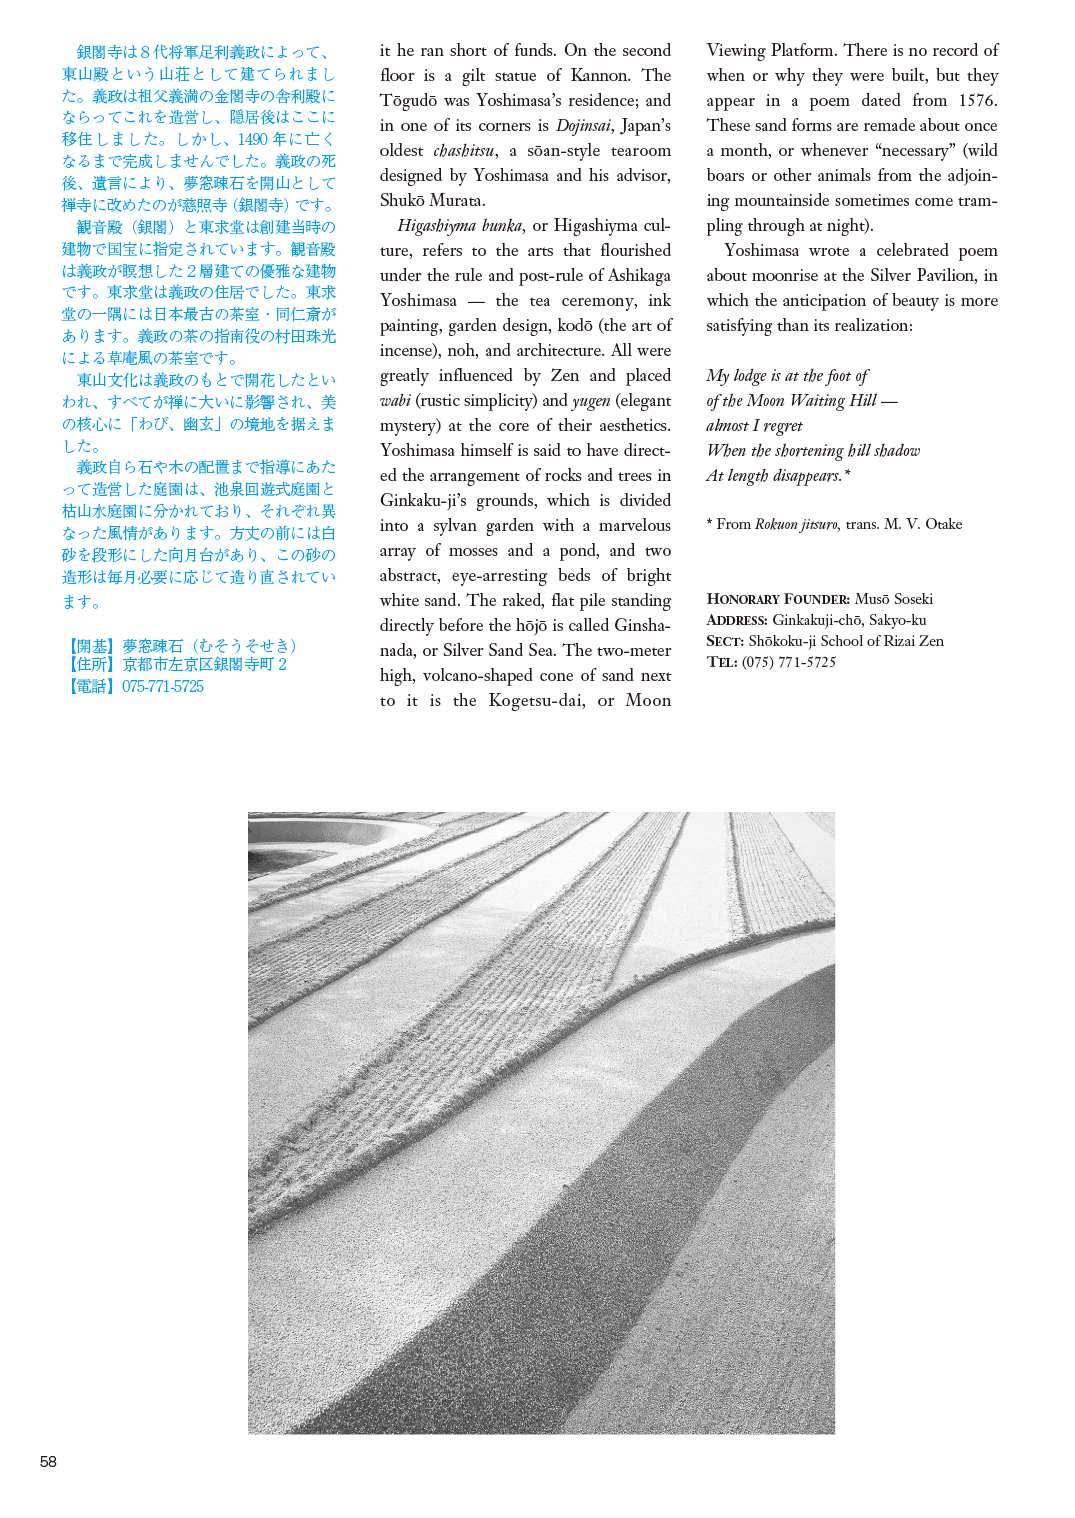 銀閣寺は８代将軍足利義政によって、
東山殿という山荘として建てられまし
た。義政は祖父義満の金閣寺の舎利殿に
ならってこれを造営し、隠居後はここに
移住しました。しかし、1490 年に亡く
なるまで完成しませんでした。義政の死
後、遺言により、夢窓疎石を開山として
禅寺に改めたのが慈照寺（銀閣寺）です。
観音殿（銀閣）と東求堂は創建当時の
建物で国宝に指定されています。観音殿
は義政が瞑想した２層建ての優雅な建物
です。東求堂は義政の住居でした。東求
堂の一隅には日本最古の茶室・同仁斎が
あります。義政の茶の指南役の村田珠光
による草庵風の茶室です。
東山文化は義政のもとで開花したとい
われ、すべてが禅に大いに影響され、美
の核心に「わび、幽玄」の境地を据えま
した。
義政自ら石や木の配置まで指導にあた
って造営した庭園は、池泉回遊式庭園と
枯山水庭園に分かれており、それぞれ異
なった風情があります。方丈の前には白
砂を段形にした向月台があり、この砂の
造形は毎月必要に応じて造り直されてい
ます。
【開基】夢窓疎石（むそうそせき）
【住所】京都市左京区銀閣寺町２
【電話】075-771-5725
it he ran short of funds. On the second
floor is a gilt statue of Kannon. The
Tōgudō was Yoshimasa’s residence; and
in one of its corners is Dojinsai, Japan’s
oldest chashitsu, a sōan-style tearoom
designed by Yoshimasa and his advisor,
Shukō Murata.
Higashiyma bunka, or Higashiyma cul-
ture, refers to the arts that flourished
under the rule and post-rule of Ashikaga
Yoshimasa — the tea ceremony, ink
painting, garden design, kodō (the art of
incense), noh, and architecture. All were
greatly influenced by Zen and placed
wabi (rustic simplicity) and yugen (elegant
mystery) at the core of their aesthetics.
Yoshimasa himself is said to have direct-
ed the arrangement of rocks and trees in
Ginkaku-ji’s grounds, which is divided
into a sylvan garden with a marvelous
array of mosses and a pond, and two
abstract, eye-arresting beds of bright
white sand. The raked, flat pile standing
directly before the hōjō is called Ginsha-
nada, or Silver Sand Sea. The two-meter
high, volcano-shaped cone of sand next
to it is the Kogetsu-dai, or Moon
Viewing Platform. There is no record of
when or why they were built, but they
appear in a poem dated from 1576.
These sand forms are remade about once
a month, or whenever “necessary” (wild
boars or other animals from the adjoin-
ing mountainside sometimes come tram-
pling through at night).
Yoshimasa wrote a celebrated poem
about moonrise at the Silver Pavilion, in
which the anticipation of beauty is more
satisfying than its realization:
My lodge is at the foot of
of the Moon Waiting Hill —
almost I regret
When the shortening hill shadow
At length disappears.*
* From Rokuon jitsuro, trans. M. V. Otake
HONORARY FOUNDER: Musō Soseki
ADDRESS: Ginkakuji-chō, Sakyo-ku
SECT: Shōkoku-ji School of Rizai Zen
TEL: (075) 771-5725
58